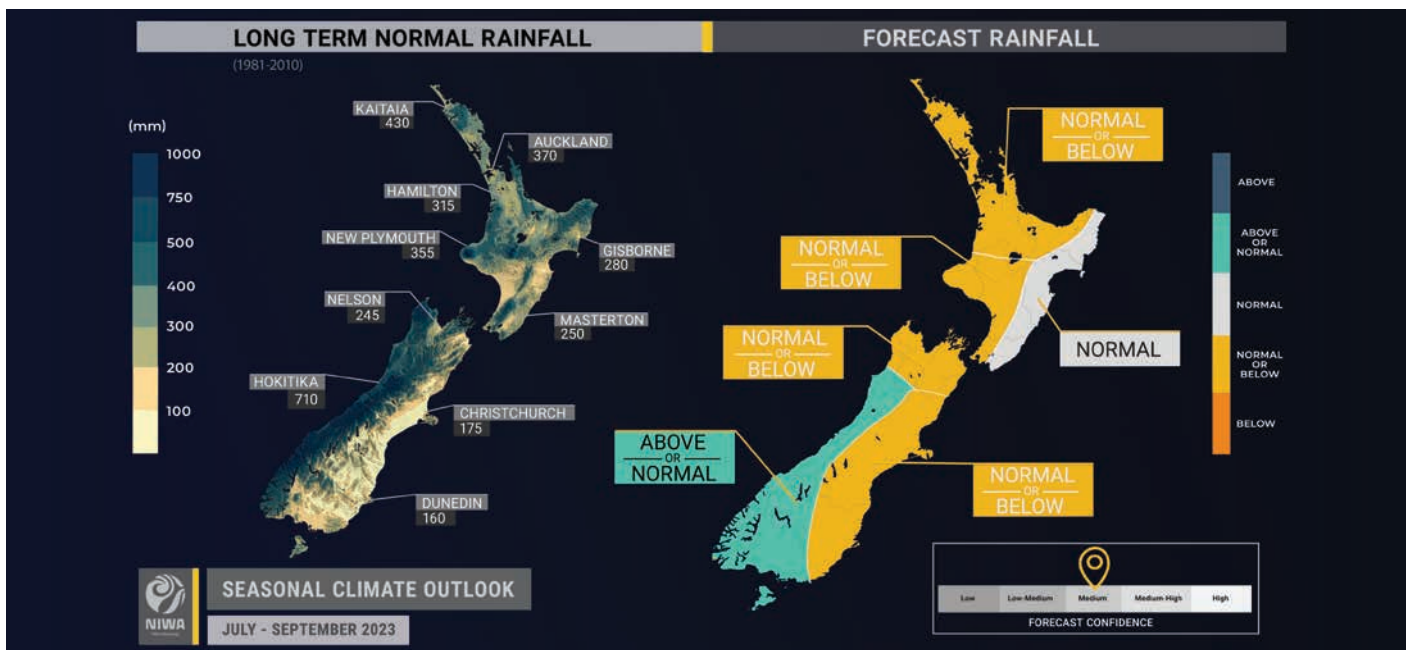 LONG TERM NORMAL RAINFALL
(1981-2010)
(mm)
1000
750
500
400
300
200
100
KAITAIA
430
AUCKLAND
370
HAMILTON
315
NEW PLYMOUTH
355
GISBORNE
280
NELSON
245
MASTERTON
250
HOKITIKA
710
CHRISTCHURCH
175
DUNEDIN
160
NIWA
SEASONAL CLIMATE OUTLOOK
JULY - SEPTEMBER 2023
FORECAST RAINFALL
NORMAL
OR
BELOW
NORMAL
OR
BELOW
NORMAL
NORMAL
OR
BELOW
ABOVE
OR
NORMAL
NORMAL
OR
BELOW
ABOVE
ABOVE
OR
NORMAL
NORMAL
NORMAL
OR
BELOW
BELOW
Low Low-Medium Medium Medium-High High
FORECAST CONFIDENCE